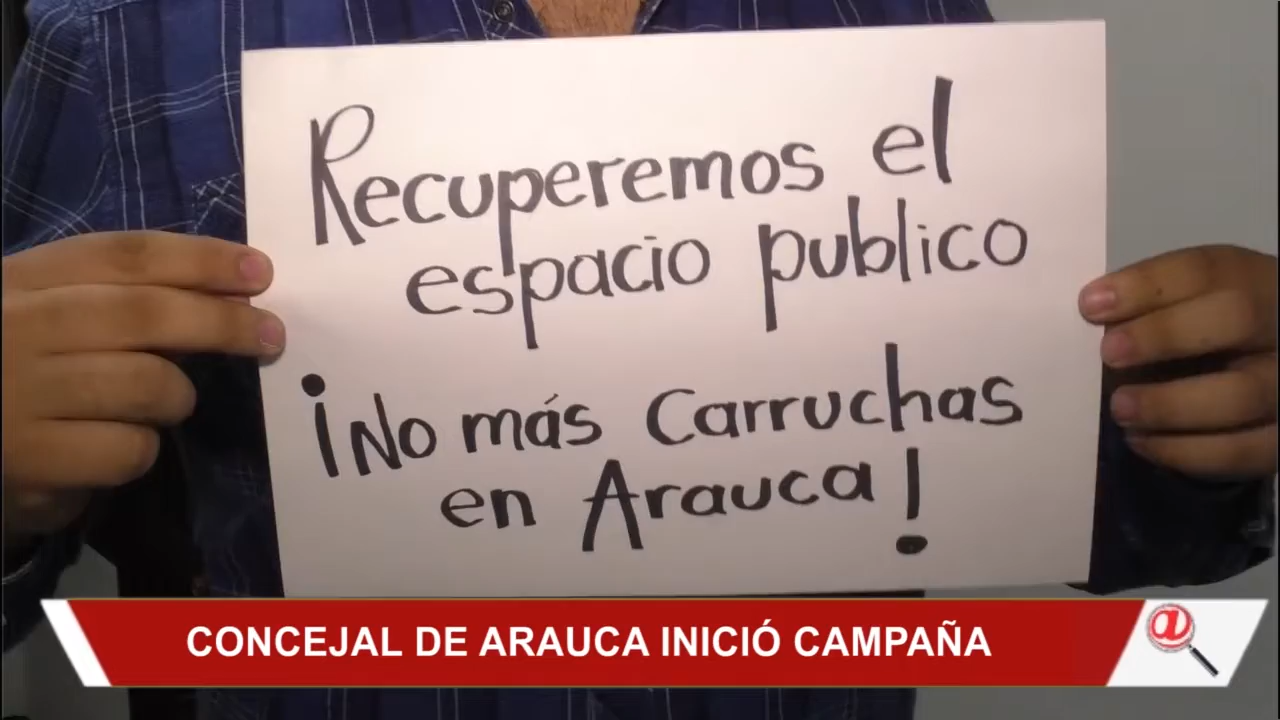 Recuperemos el
espacio publico
¡No más Carruchas
en Arauca!
CONCEJAL DE ARAUCA INICIÓ CAMPAÑA
@